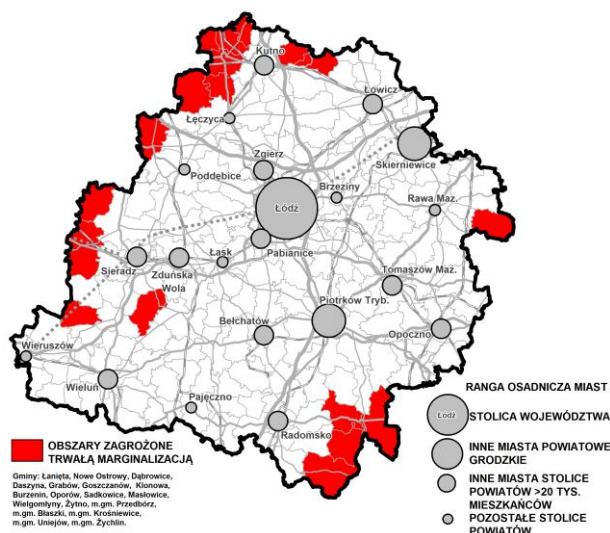 Kutno
Łowicz
Łęczyca
Zgierz
Skierniewice
Poddębice
Brzeziny
Rawa Maz.
Łódź
Pabianice
Sieradz
Łask
Zduńska
Wola
Tomaszów Maz.
Piotrków Tryb.
Bełchatów
Opoczno
Wieruszów
Wieluń
Pajęczno
Radomsko
RANGA OSADNICZA MIAST
Łódź
STOLICA WOJEWÓDZTWA
INNE MIASTA POWIATOWE
GRODZKIE
INNE MIASTA STOLICE
POWIATÓW >20 TYS.
MIESZKAŃCÓW
POZOSTAŁE STOLICE
POWIATÓW
OBSZARY ZAGROŻONE
TRWAŁĄ MARGINALIZACJĄ
Gminy: Łanięta, Nowe Ostrowy, Dąbrowice,
Daszyna, Grabów, Goszczanów, Klonowa,
Burzenin, Oporów, Sadkowice, Masłowice,
Wielgomłyny, Żytno, m.gm. Przedbórz,
m.gm. Błaszki, m.gm. Krośniewice,
m.gm. Uniejów, m.gm. Żychlin.